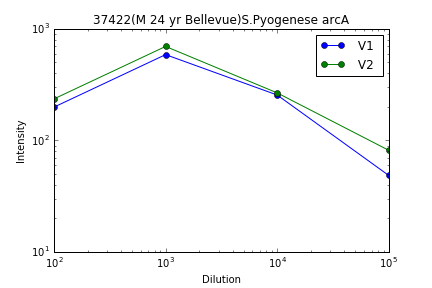 37422(M 24 yr Bellevue)S.Pyogenese arcA
V1
V2
Intensity
10³
10²
10¹
10² 10³ 10⁴ 10⁵
Dilution